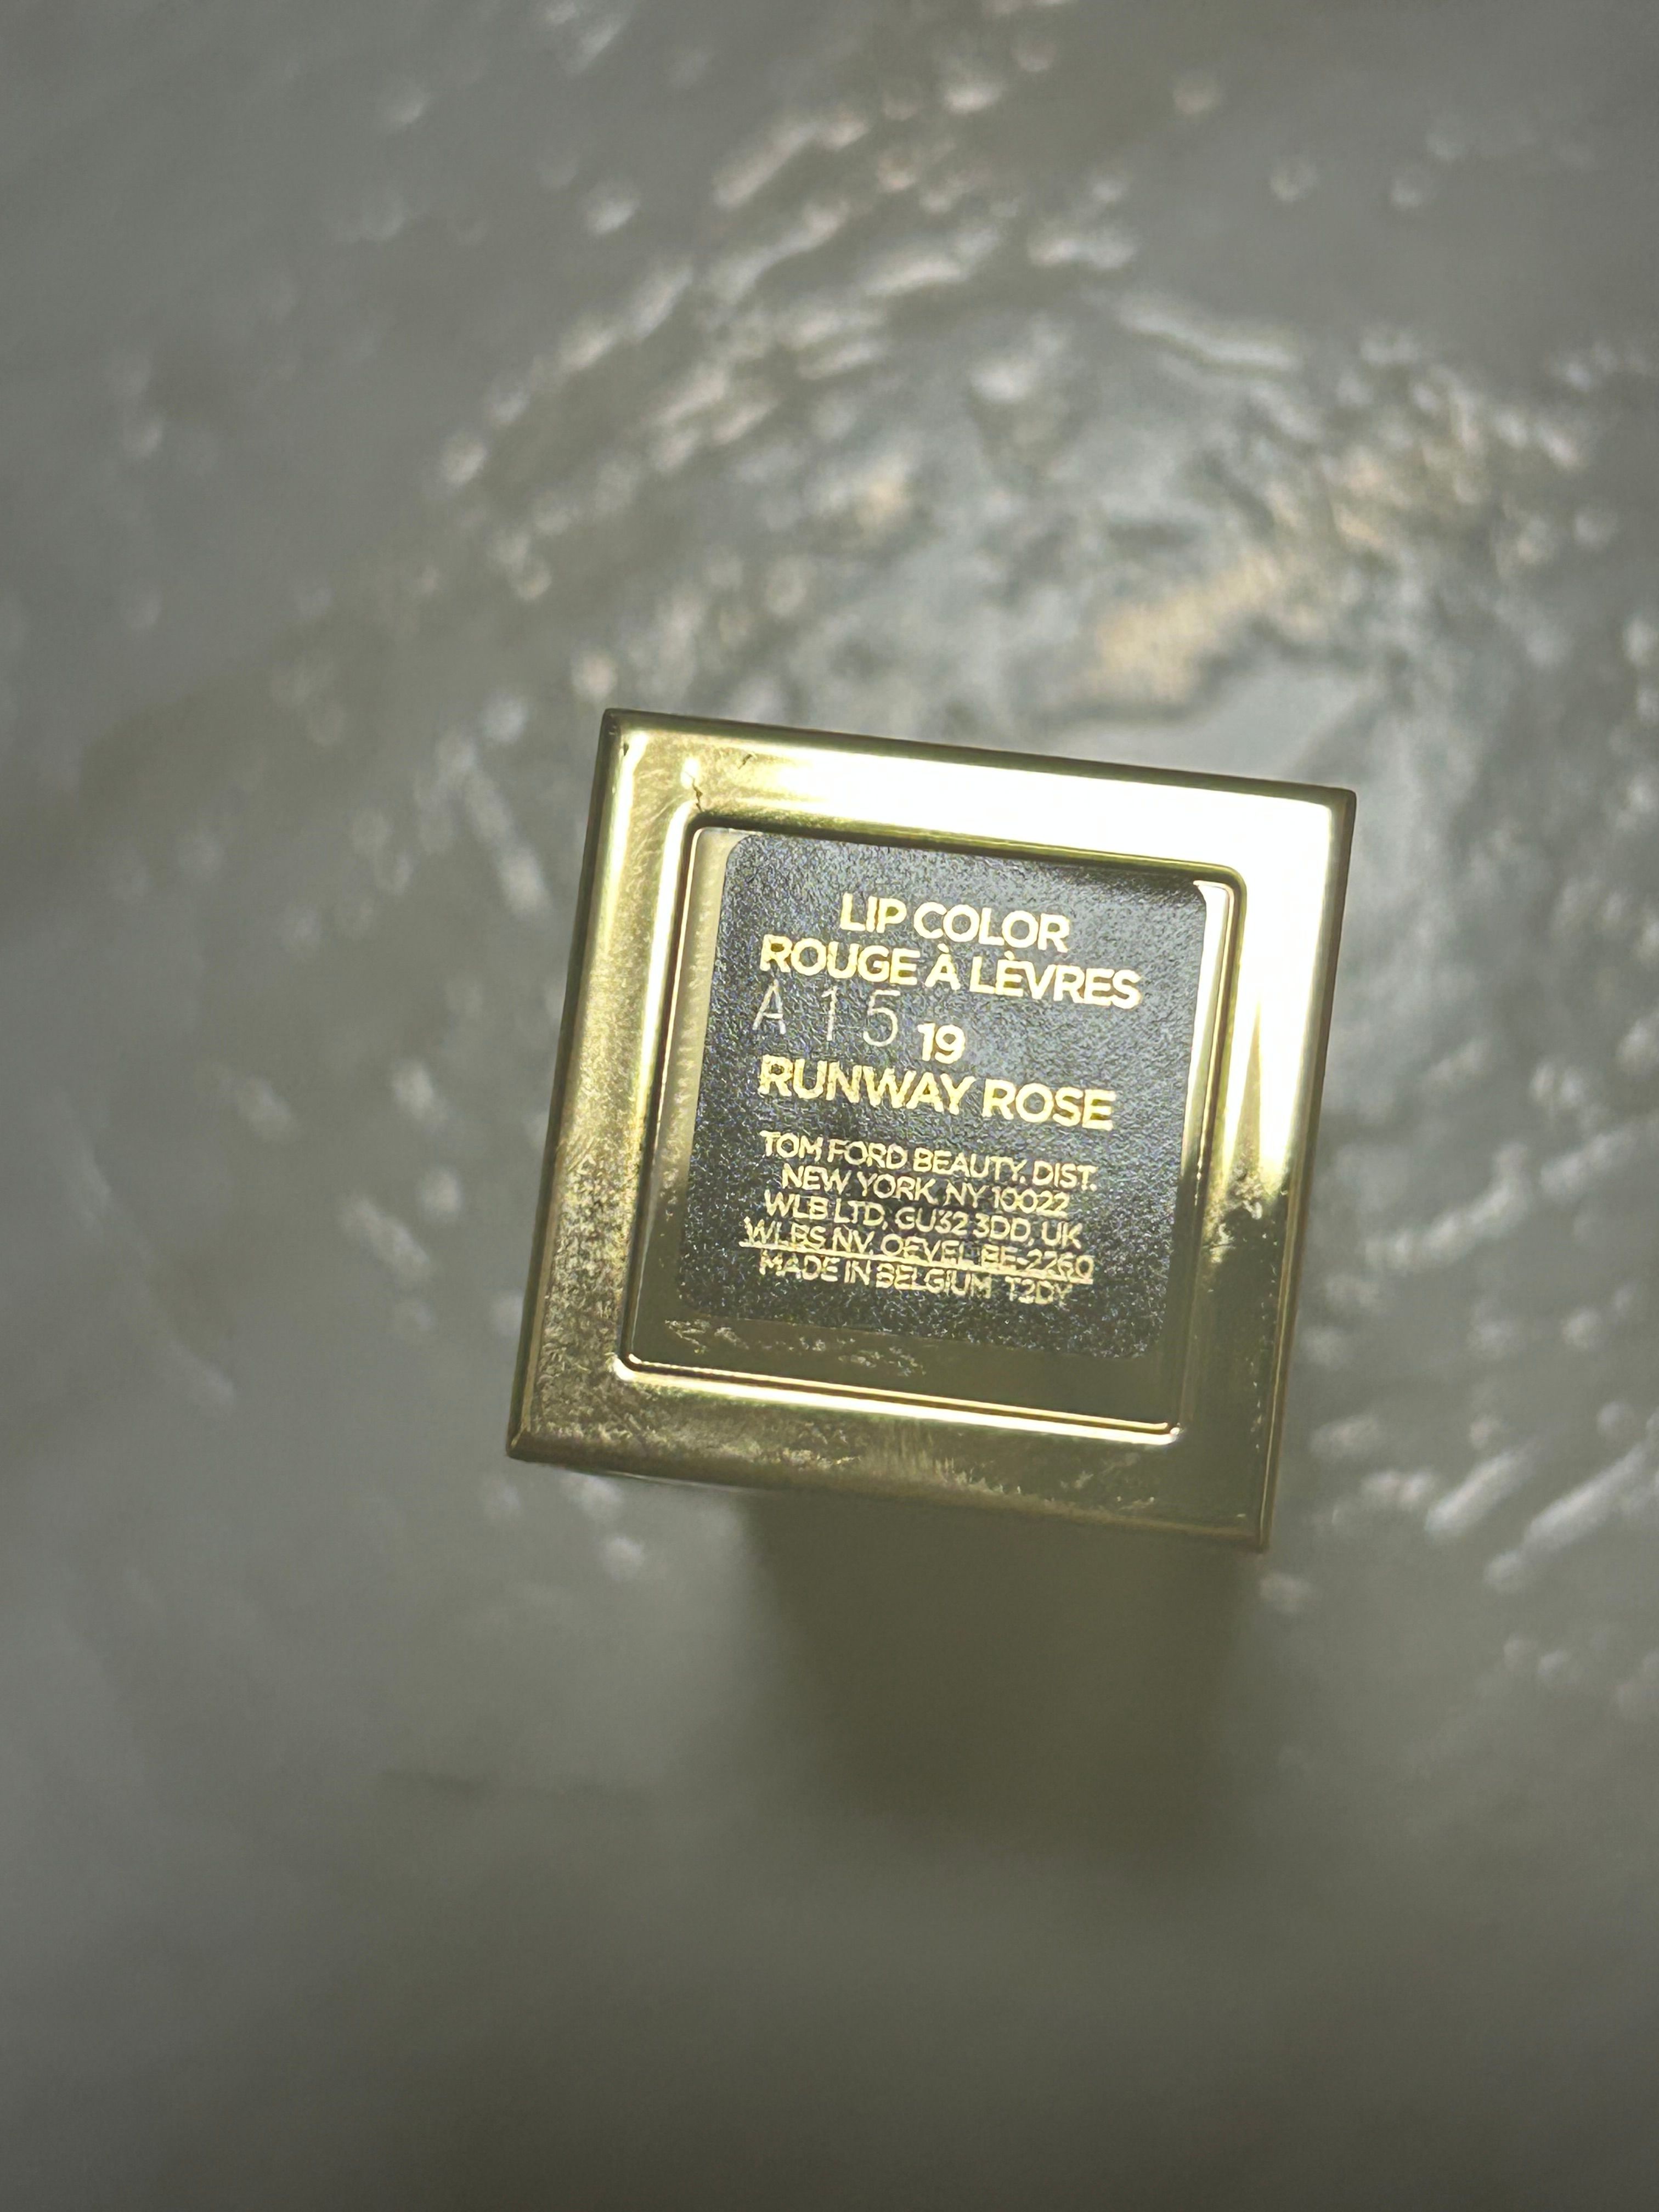 LIP COLOR
ROUGE À LÈVRES
A 15 19
RUNWAY ROSE
TOM FORD BEAUTY, DIST.
NEW YORK, NY 10022
WLB LTD, GU32 3DD, UK
WLBS NV, OEVEL BE-2260
MADE IN BELGIUM T2DY